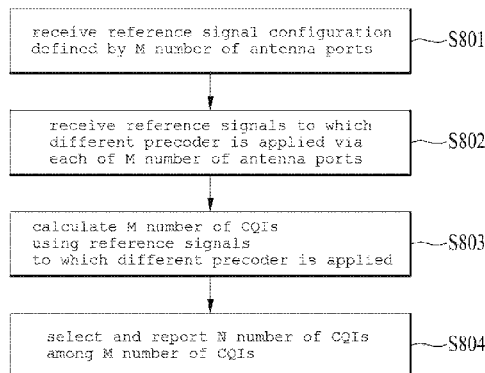 receive reference signal configuration
defined by M number of antenna ports
S801
receive reference signals to which
different precoder is applied via
each of M number of antenna ports
S802
calculate M number of CQIs
using reference signals
to which different precoder is applied
S803
select and report N number of CQIs
among M number of CQIs
S804